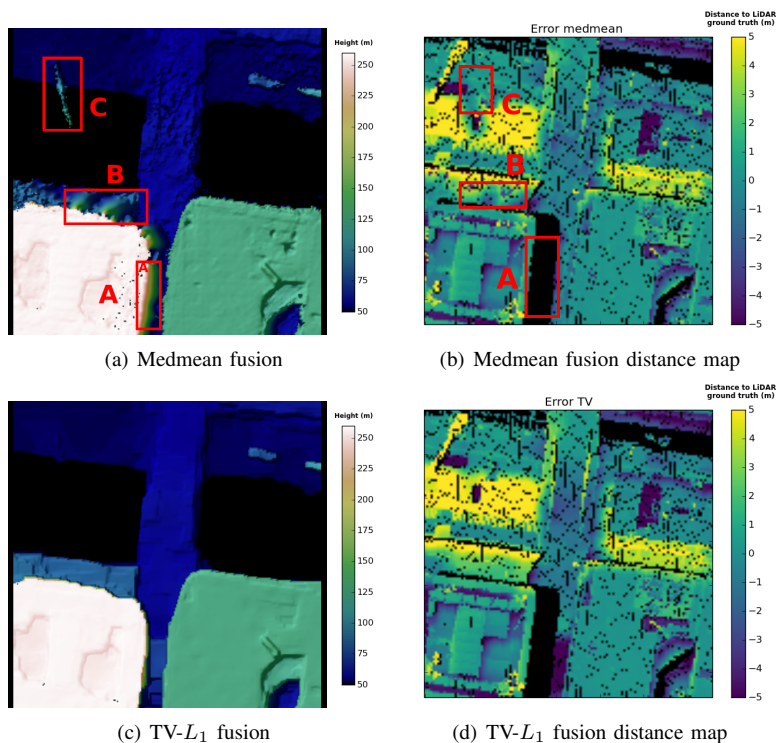 Height (m)
250
225
200
175
150
125
100
75
50
C
B
A
A
(a) Medmean fusion
Error medmean
Distance to LiDAR
ground truth (m)
5
4
3
2
1
0
−1
−2
−3
−4
−5
C
B
A
(b) Medmean fusion distance map
Height (m)
250
225
200
175
150
125
100
75
50
(c) TV-L₁ fusion
Error TV
Distance to LiDAR
ground truth (m)
5
4
3
2
1
0
−1
−2
−3
−4
−5
(d) TV-L₁ fusion distance map